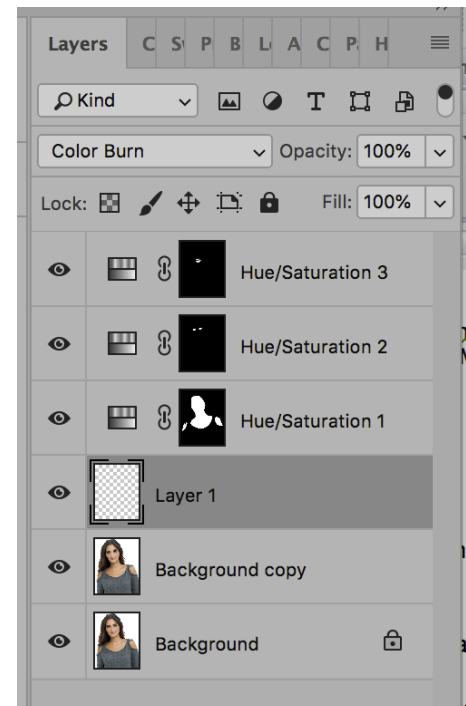 Layers C S P B L A C P H
Kind T
Color Burn Opacity: 100%
Lock: Fill: 100%
Hue/Saturation 3
Hue/Saturation 2
Hue/Saturation 1
Layer 1
Background copy
Background